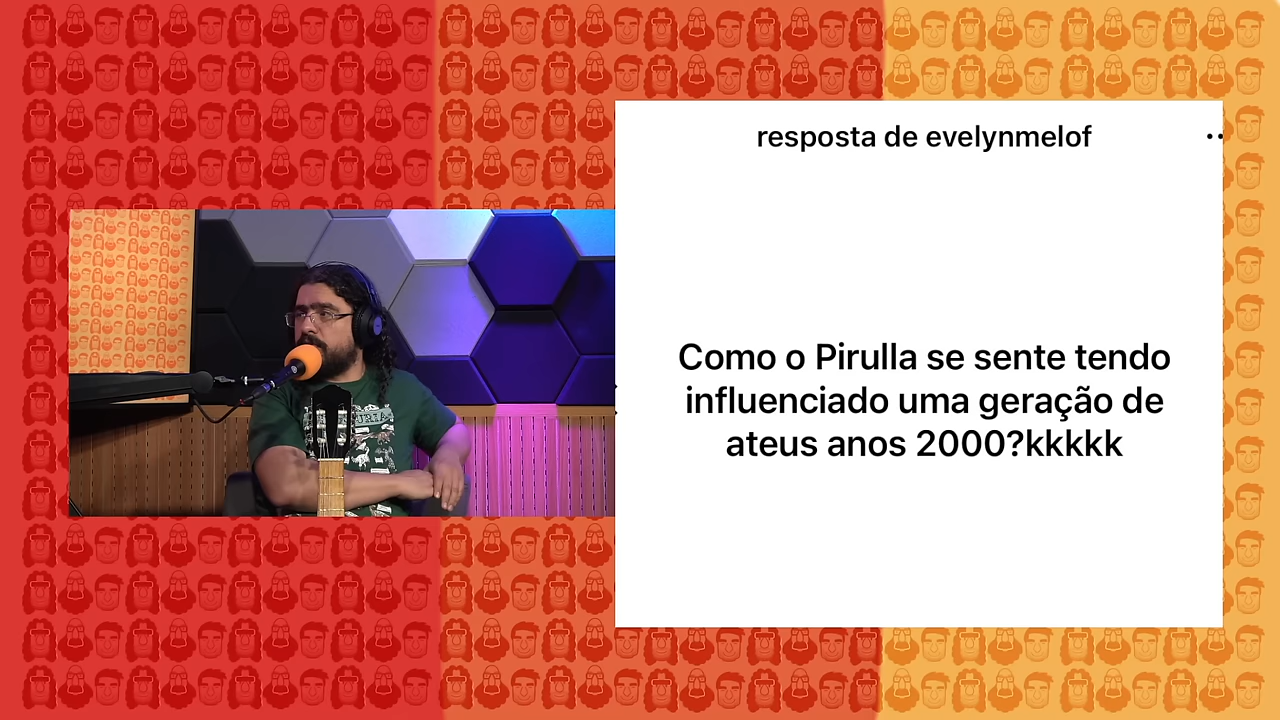 resposta de evelynmelof
Como o Pirulla se sente tendo
influenciado uma geração de
ateus anos 2000?kkkkk